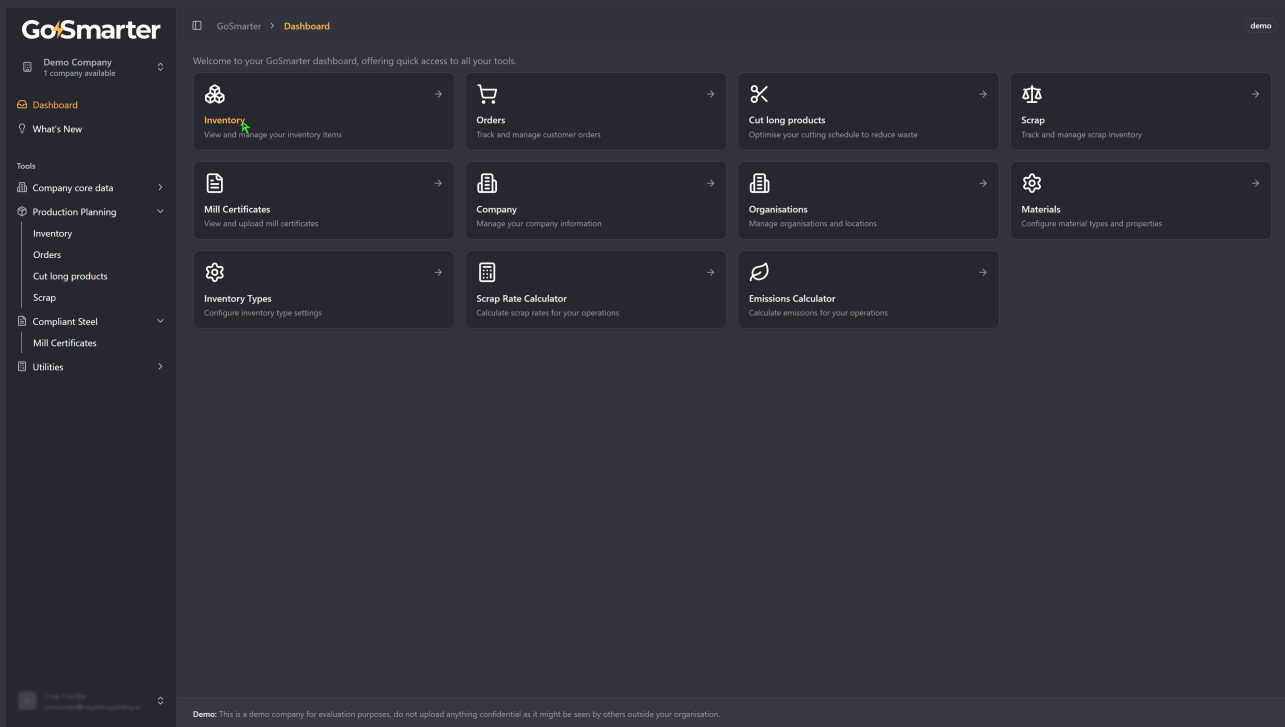 GoSmarter
Demo Company
1 company available
Dashboard
What's New
Tools
Company core data
Production Planning
Inventory
Orders
Cut long products
Scrap
Compliant Steel
Mill Certificates
Utilities
GoSmarter > Dashboard
demo
Welcome to your GoSmarter dashboard, offering quick access to all your tools.
Inventory
View and manage your inventory items
Orders
Track and manage customer orders
Cut long products
Optimise your cutting schedule to reduce waste
Scrap
Track and manage scrap inventory
Mill Certificates
View and upload mill certificates
Company
Manage your company information
Organisations
Manage organisations and locations
Materials
Configure material types and properties
Inventory Types
Configure inventory type settings
Scrap Rate Calculator
Calculate scrap rates for your operations
Emissions Calculator
Calculate emissions for your operations
Demo: This is a demo company for evaluation purposes, do not upload anything confidential as it might be seen by others outside your organisation.